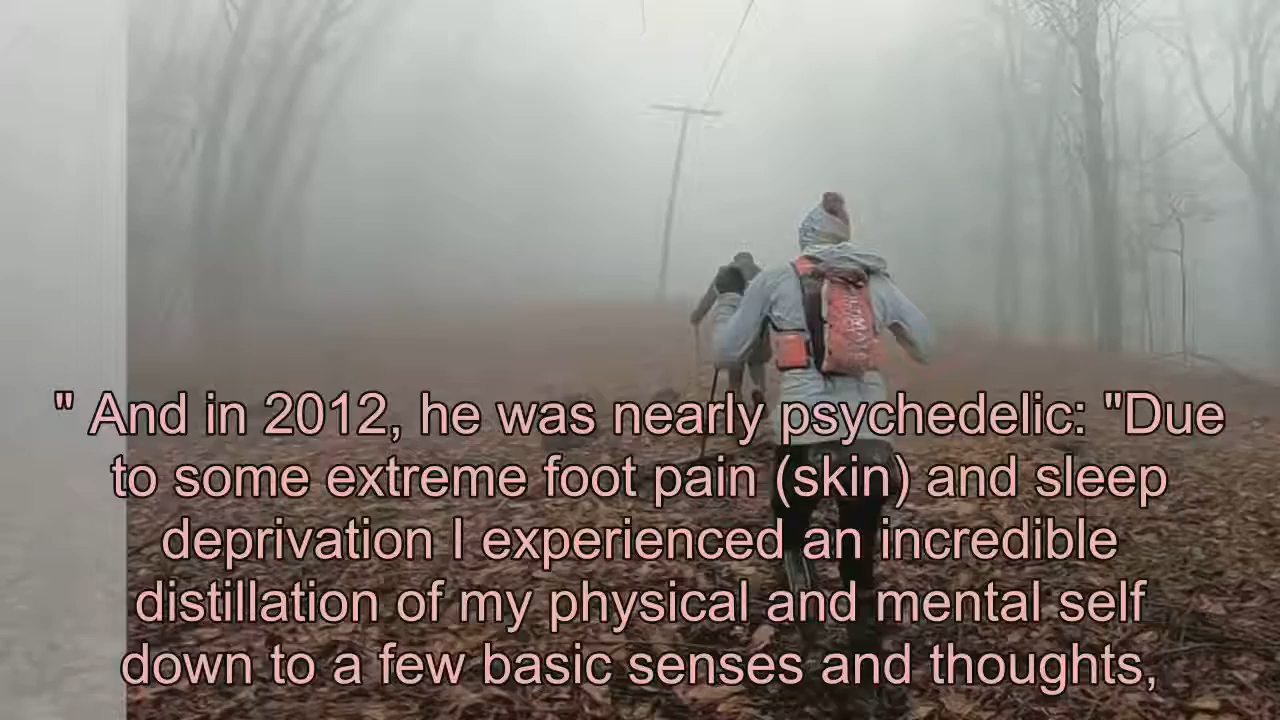 " And in 2012, he was nearly psychedelic: "Due
to some extreme foot pain (skin) and sleep
deprivation I experienced an incredible
distillation of my physical and mental self
down to a few basic senses and thoughts,